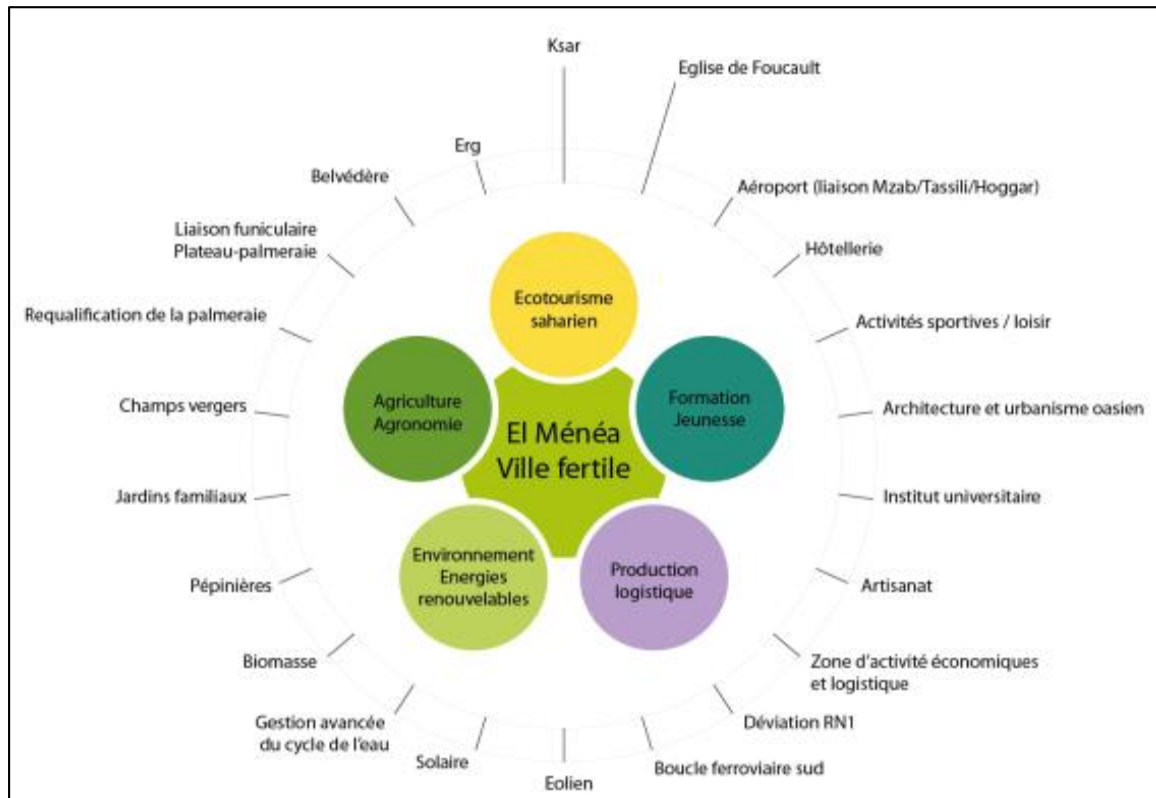 Ksar
Eglise de Foucault
Aéroport (liaison Mzab/Tassili/Hoggar)
Hôtellerie
Activités sportives / loisir
Architecture et urbanisme oasien
Institut universitaire
Artisanat
Zone d'activité économiques
et logistique
Déviation RN1
Boucle ferroviaire sud
Eolien
Solaire
Gestion avancée
du cycle de l'eau
Biomasse
Pépinières
Jardins familiaux
Champs vergers
Requalification de la palmeraie
Liaison funiculaire
Plateau-palmeraie
Belvédère
Erg
Ecotourisme
saharien
Formation
Jeunesse
Production
logistique
Environnement
Energies
renouvelables
Agriculture
Agronomie
El Ménéa
Ville fertile